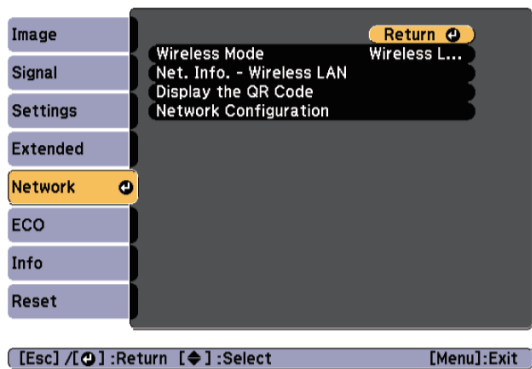 Image
Signal
Settings
Extended
Network
ECO
Info
Reset
Return
Wireless Mode Wireless L...
Net. Info. - Wireless LAN
Display the QR Code
Network Configuration
[Esc] /[ ] :Return [ ] :Select [Menu]:Exit